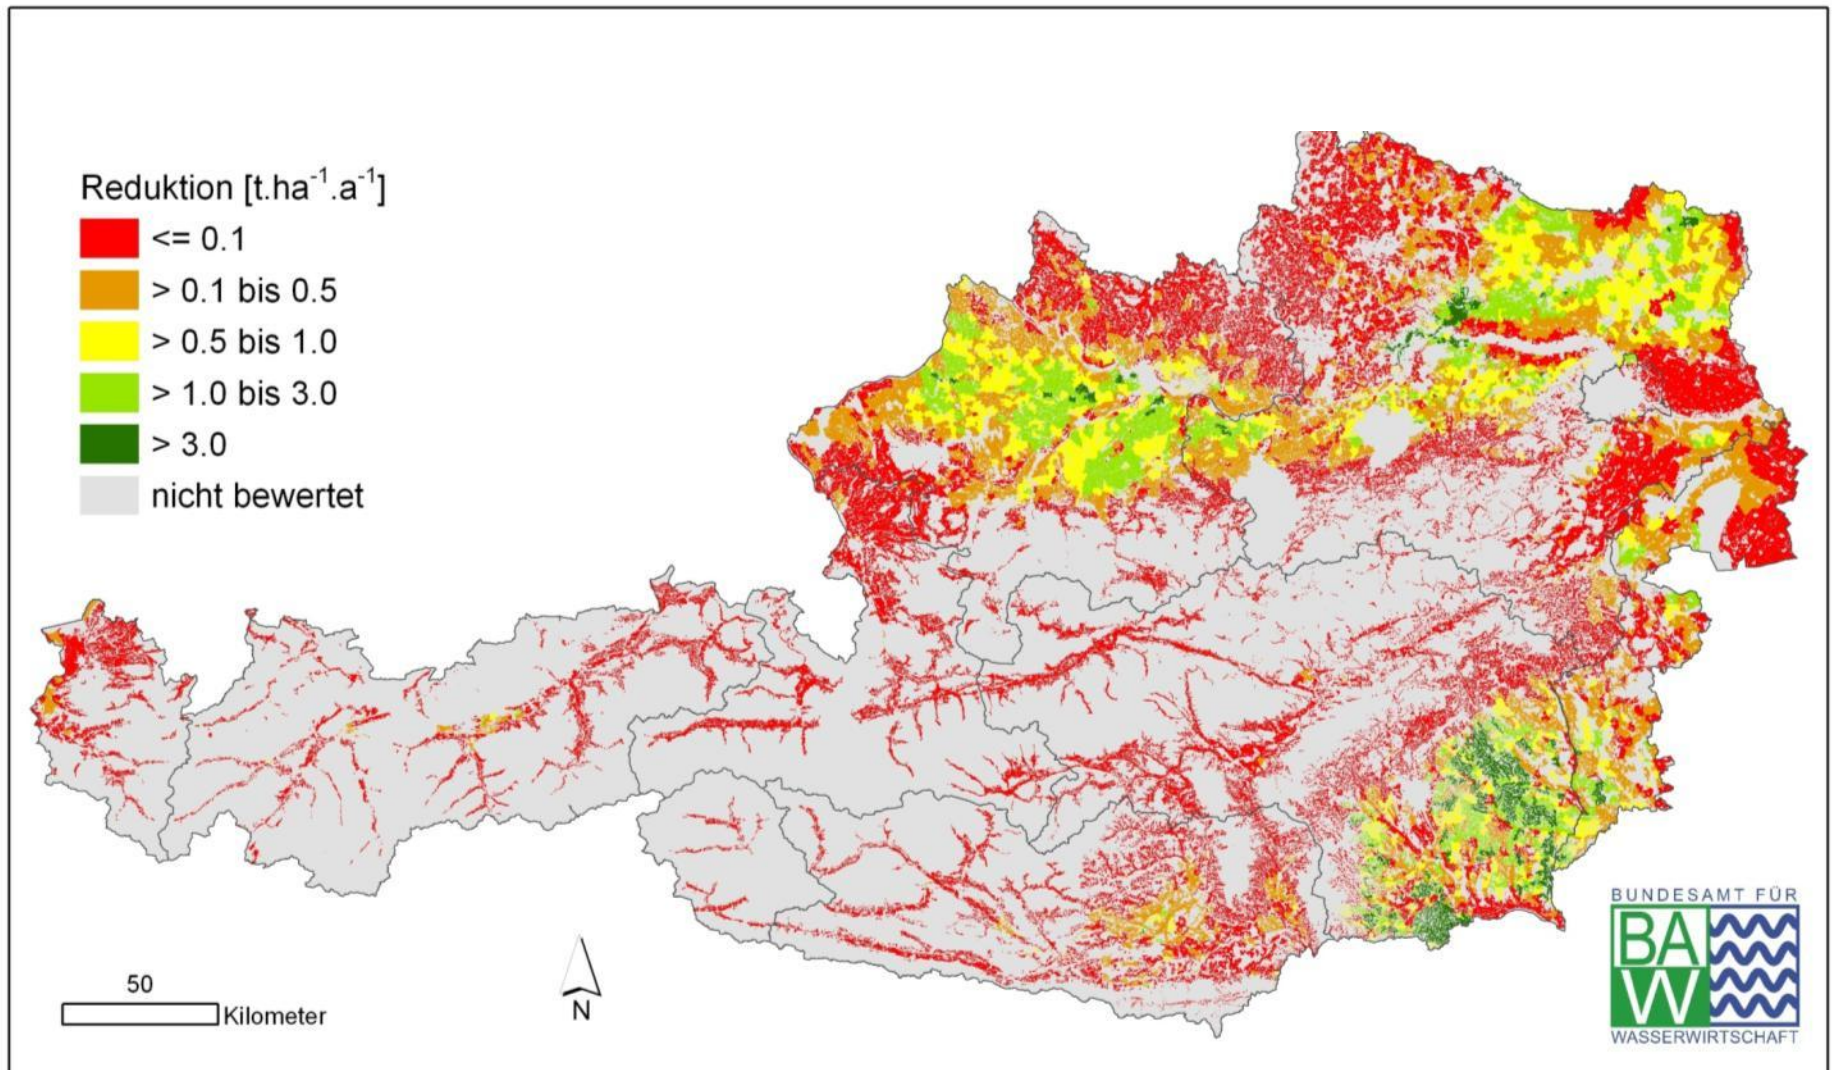 Reduktion [t.ha⁻¹.a⁻¹]
<= 0.1
> 0.1 bis 0.5
> 0.5 bis 1.0
> 1.0 bis 3.0
> 3.0
nicht bewertet
50
Kilometer
N
BUNDESAMT FÜR
BA
W
WASSERWIRTSCHAFT